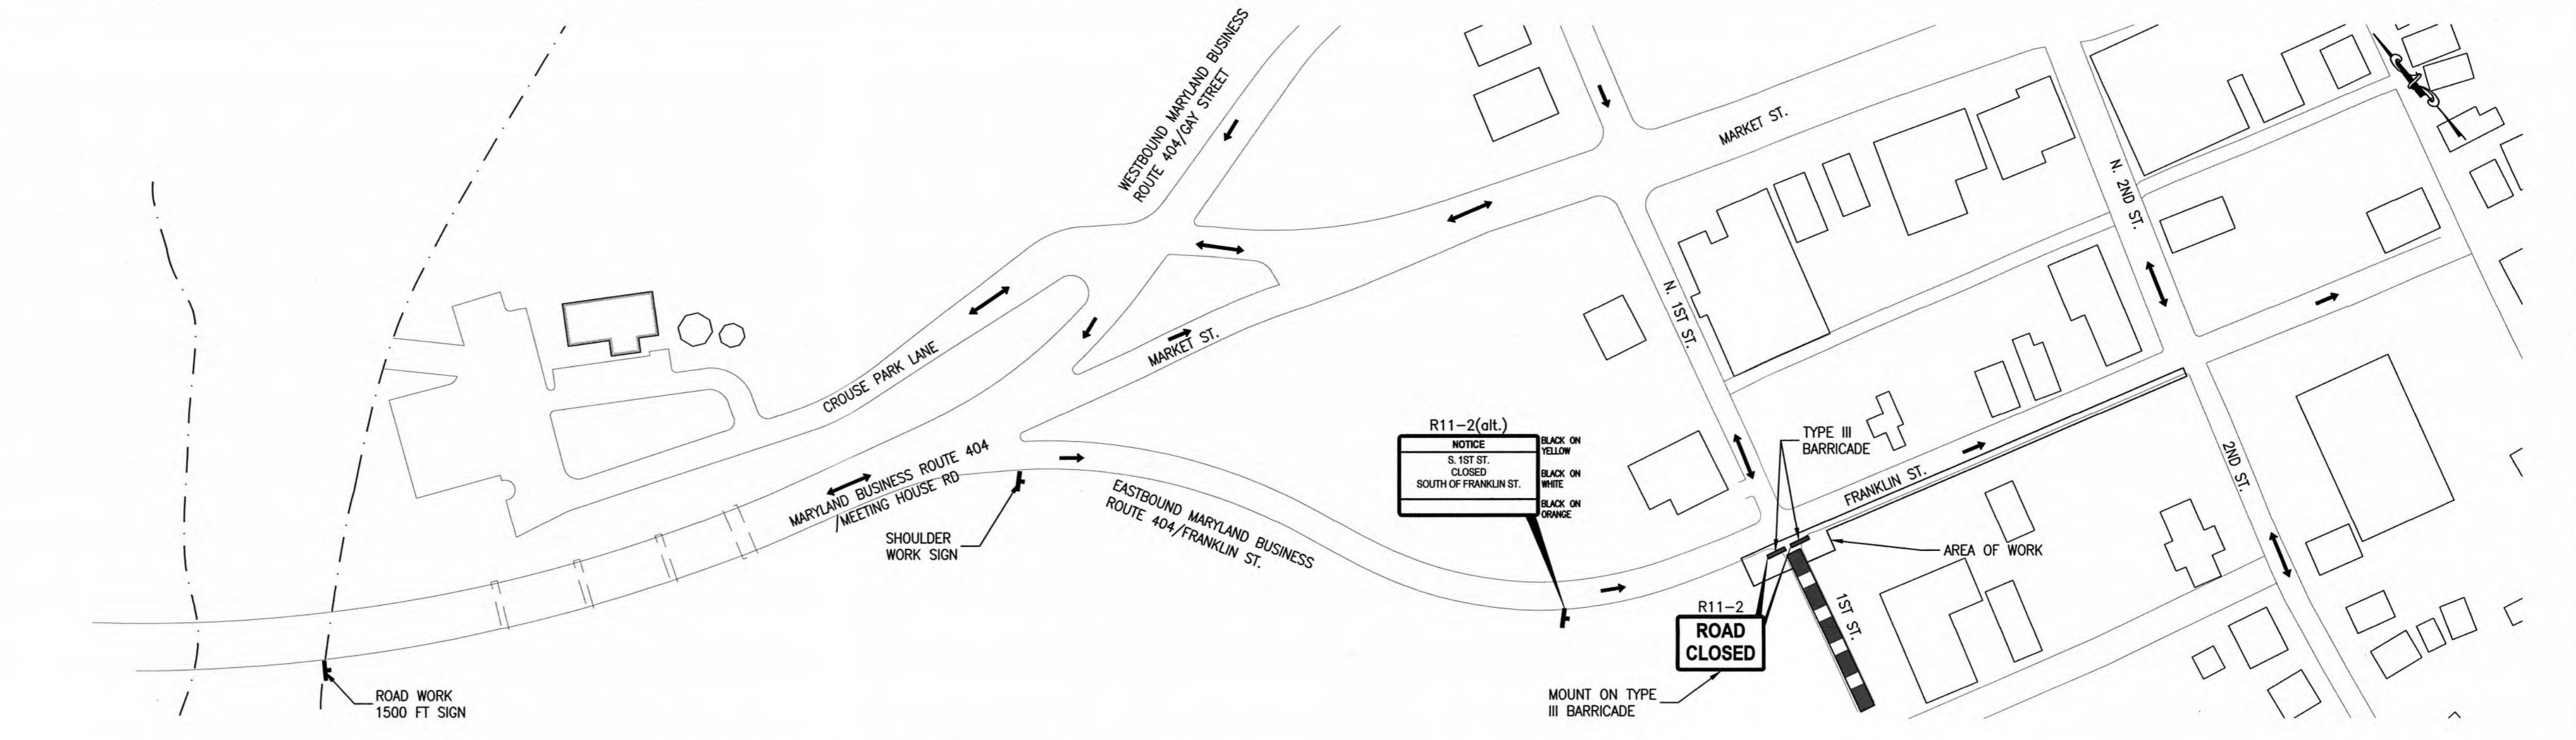 WESTBOUND MARYLAND BUSINESS
ROUTE 404/GAY STREET
MARKET ST.
N. 2ND ST.
N. 1ST ST.
MARKET ST.
CROUSE PARK LANE
MARYLAND BUSINESS ROUTE 404
/MEETING HOUSE RD
SHOULDER
WORK SIGN
EASTBOUND MARYLAND BUSINESS
ROUTE 404/FRANKLIN ST.
R11-2(alt.)
NOTICE
S. 1ST ST.
CLOSED
SOUTH OF FRANKLIN ST.
BLACK ON
YELLOW
BLACK ON
WHITE
BLACK ON
ORANGE
TYPE III
BARRICADE
FRANKLIN ST.
2ND ST.
AREA OF WORK
1ST ST.
R11-2
ROAD
CLOSED
MOUNT ON TYPE
III BARRICADE
ROAD WORK
1500 FT SIGN